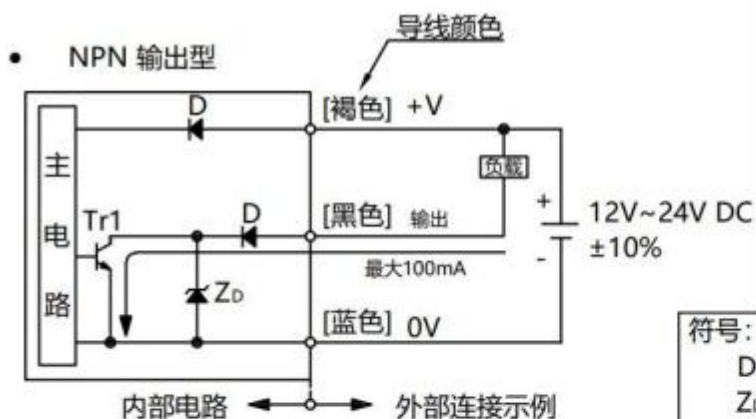 导线颜色
• NPN 输出型
D
[褐色] +V
主电路
负载
Tr1
D
[黑色] 输出
+
12V~24V DC
±10%
-
最大100mA
ZD
[蓝色] 0V
符号:
D
Z
内部电路
外部连接示例